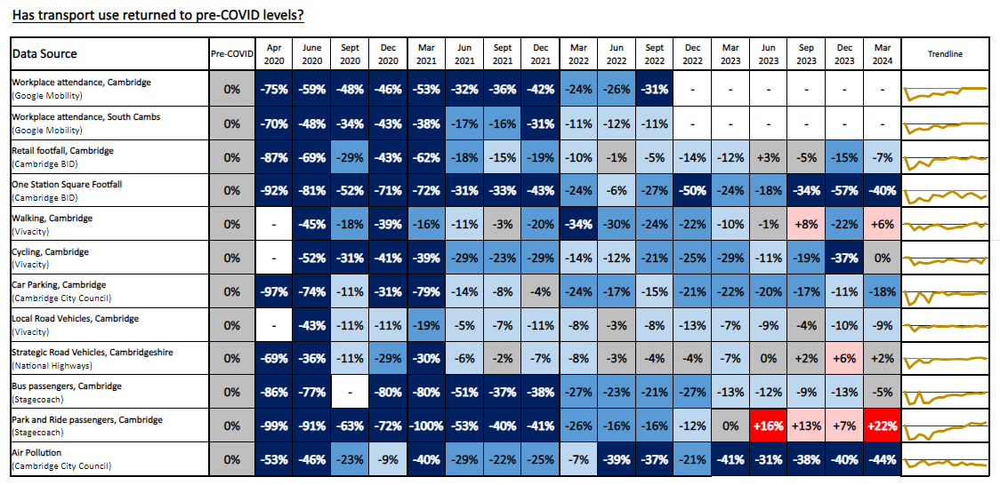 Has transport use returned to pre-COVID levels?
Data Source Pre-COVID Apr 2020 June 2020 Sept 2020 Dec 2020 Mar 2021 Jun 2021 Sept 2021 Dec 2021 Mar 2022 Jun 2022 Sept 2022 Dec 2022 Mar 2023 Jun 2023 Sep 2023 Dec 2023 Mar 2024 Trendline
Workplace attendance, Cambridge
(Google Mobility) 0% -75% -59% -48% -46% -53% -32% -36% -42% -24% -26% -31% - - - - - -
Workplace attendance, South Cambs
(Google Mobility) 0% -70% -48% -34% -43% -38% -17% -16% -31% -11% -12% -11% - - - - - -
Retail footfall, Cambridge
(Cambridge BID) 0% -87% -69% -29% -43% -62% -18% -15% -19% -10% -1% -5% -14% -12% +3% -5% -15% -7%
One Station Square Footfall
(Cambridge BID) 0% -92% -81% -52% -71% -72% -31% -33% -43% -24% -6% -27% -50% -24% -18% -34% -57% -40%
Walking, Cambridge
(Vivacity) 0% - -45% -18% -39% -16% -11% -3% -20% -34% -30% -24% -22% -10% -1% +8% -22% +6%
Cycling, Cambridge
(Vivacity) 0% - -52% -31% -41% -39% -29% -23% -29% -14% -12% -21% -25% -29% -11% -19% -37% 0%
Car Parking, Cambridge
(Cambridge City Council) 0% -97% -74% -11% -31% -79% -14% -8% -4% -24% -17% -15% -21% -22% -20% -17% -11% -18%
Local Road Vehicles, Cambridge
(Vivacity) 0% - -43% -11% -11% -19% -5% -7% -11% -8% -3% -8% -13% -7% -9% -4% -10% -9%
Strategic Road Vehicles, Cambridgeshire
(National Highways) 0% -69% -36% -11% -29% -30% -6% -2% -7% -8% -3% -4% -4% -7% 0% +2% +6% +2%
Bus passengers, Cambridge
(Stagecoach) 0% -86% -77% - -80% -80% -51% -37% -38% -27% -23% -21% -27% -13% -12% -9% -13% -5%
Park and Ride passengers, Cambridge
(Stagecoach) 0% -99% -91% -63% -72% -100% -53% -40% -41% -26% -16% -16% -12% 0% +16% +13% +7% +22%
Air Pollution
(Cambridge City Council) 0% -53% -46% -23% -9% -40% -29% -22% -25% -7% -39% -37% -21% -41% -31% -38% -40% -44%